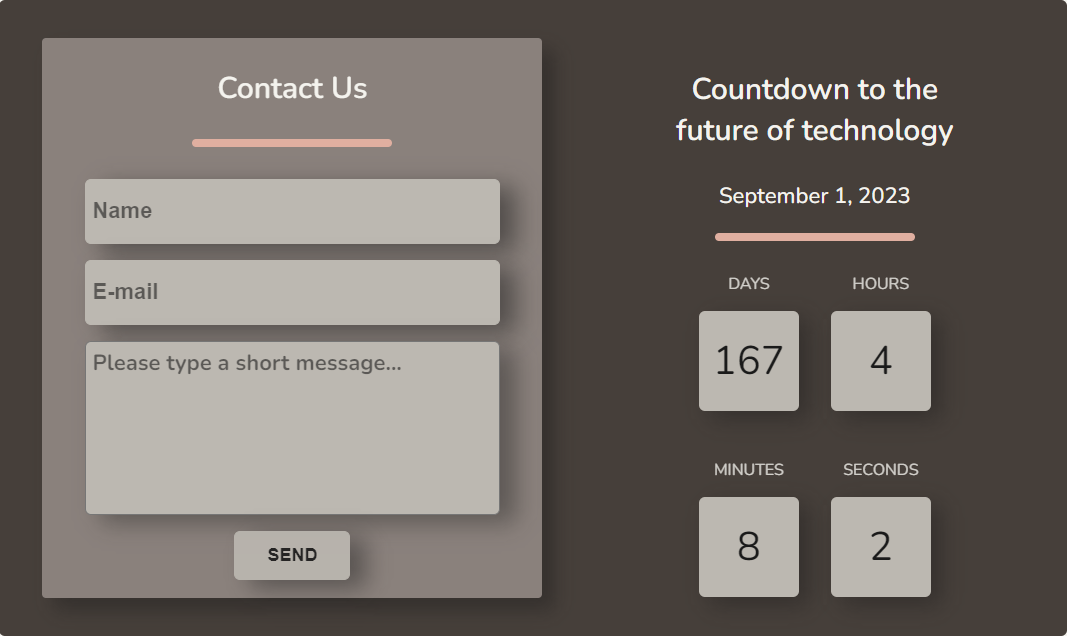 Contact Us
Name
E-mail
Please type a short message...
SEND
Countdown to the
future of technology
September 1, 2023
DAYS HOURS
167 4
MINUTES SECONDS
8 2